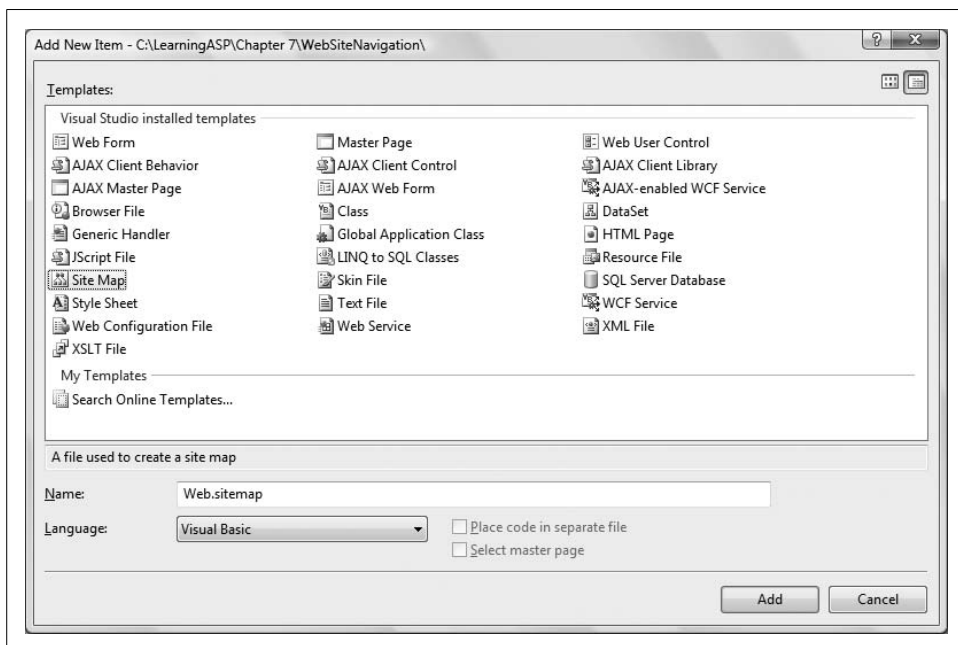 Add New Item - C:\LearningASP\Chapter 7\WebSiteNavigation\
Templates:
Visual Studio installed templates
Web Form
Master Page
Web User Control
AJAX Client Behavior
AJAX Client Control
AJAX Client Library
AJAX Master Page
AJAX Web Form
AJAX-enabled WCF Service
Browser File
Class
DataSet
Generic Handler
Global Application Class
HTML Page
JScript File
LINQ to SQL Classes
Resource File
Site Map
Skin File
SQL Server Database
Style Sheet
Text File
WCF Service
Web Configuration File
Web Service
XML File
XSLT File
My Templates
Search Online Templates...
A file used to create a site map
Name:
Web.sitemap
Language:
Visual Basic
Place code in separate file
Select master page
Add
Cancel